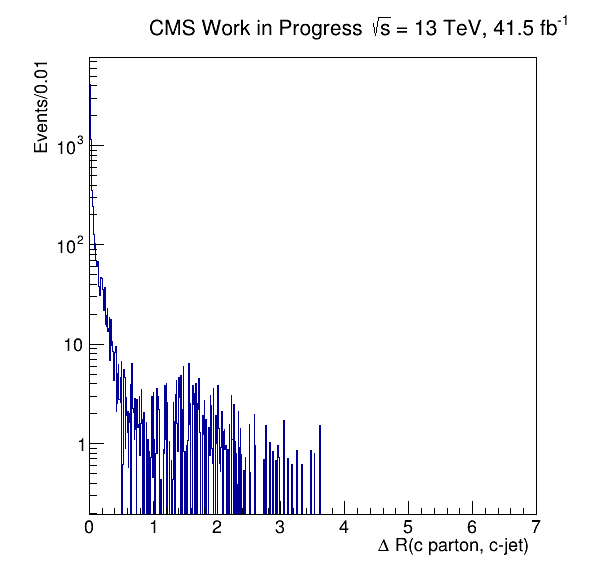 CMS Work in Progress √s = 13 TeV, 41.5 fb⁻¹
Events/0.01
10³
10²
10
1
0 1 2 3 4 5 6 7
Δ R(c parton, c-jet)